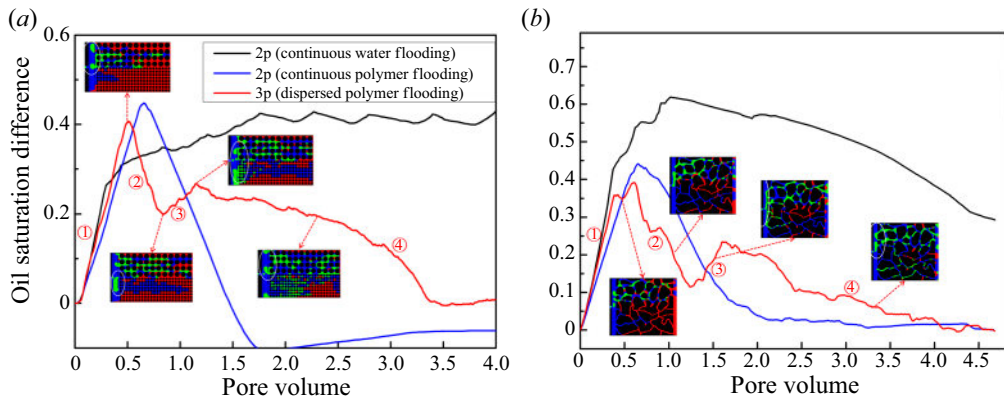 (a)
Oil saturation difference
0.6
0.4
0.2
0
2p (continuous water flooding)
2p (continuous polymer flooding)
3p (dispersed polymer flooding)
①
②
③
④
0 0.5 1.0 1.5 2.0 2.5 3.0 3.5 4.0
Pore volume
(b)
0.7
0.6
0.5
0.4
0.3
0.2
0.1
0
①
②
③
④
0 0.5 1.0 1.5 2.0 2.5 3.0 3.5 4.0 4.5
Pore volume